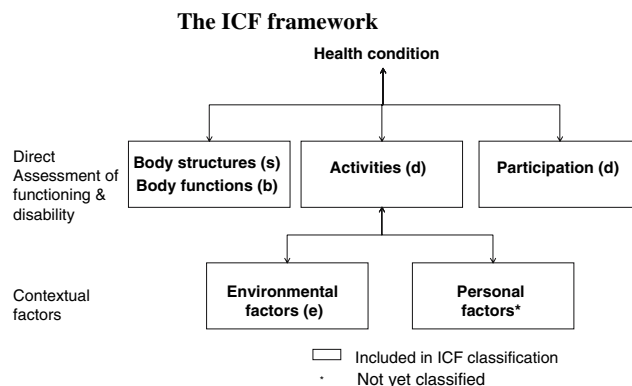 The ICF framework
Health condition
Direct
Assessment of
functioning &
disability
Body structures (s)
Body functions (b)
Activities (d)
Participation (d)
Contextual
factors
Environmental
factors (e)
Personal
factors*
Included in ICF classification
* Not yet classified